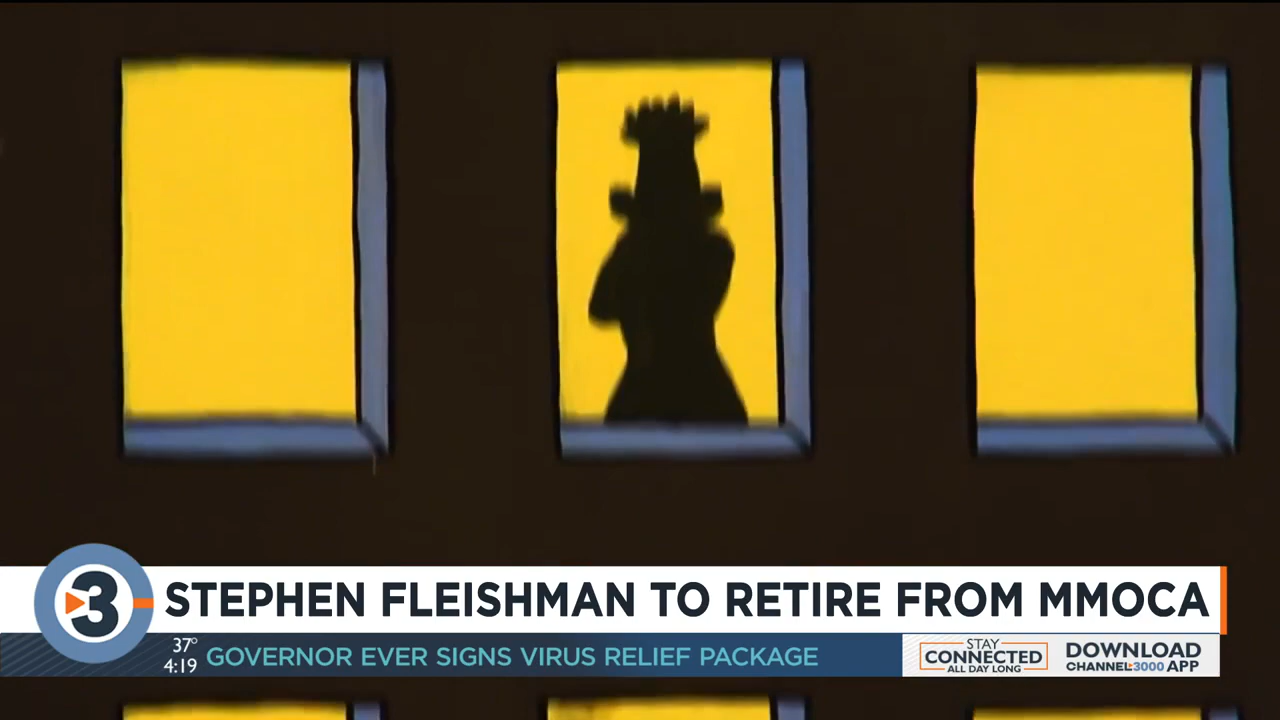 3
STEPHEN FLEISHMAN TO RETIRE FROM MMOCA
37°
4:19
GOVERNOR EVER SIGNS VIRUS RELIEF PACKAGE
STAY
CONNECTED
ALL DAY LONG
DOWNLOAD
CHANNEL3000 APP